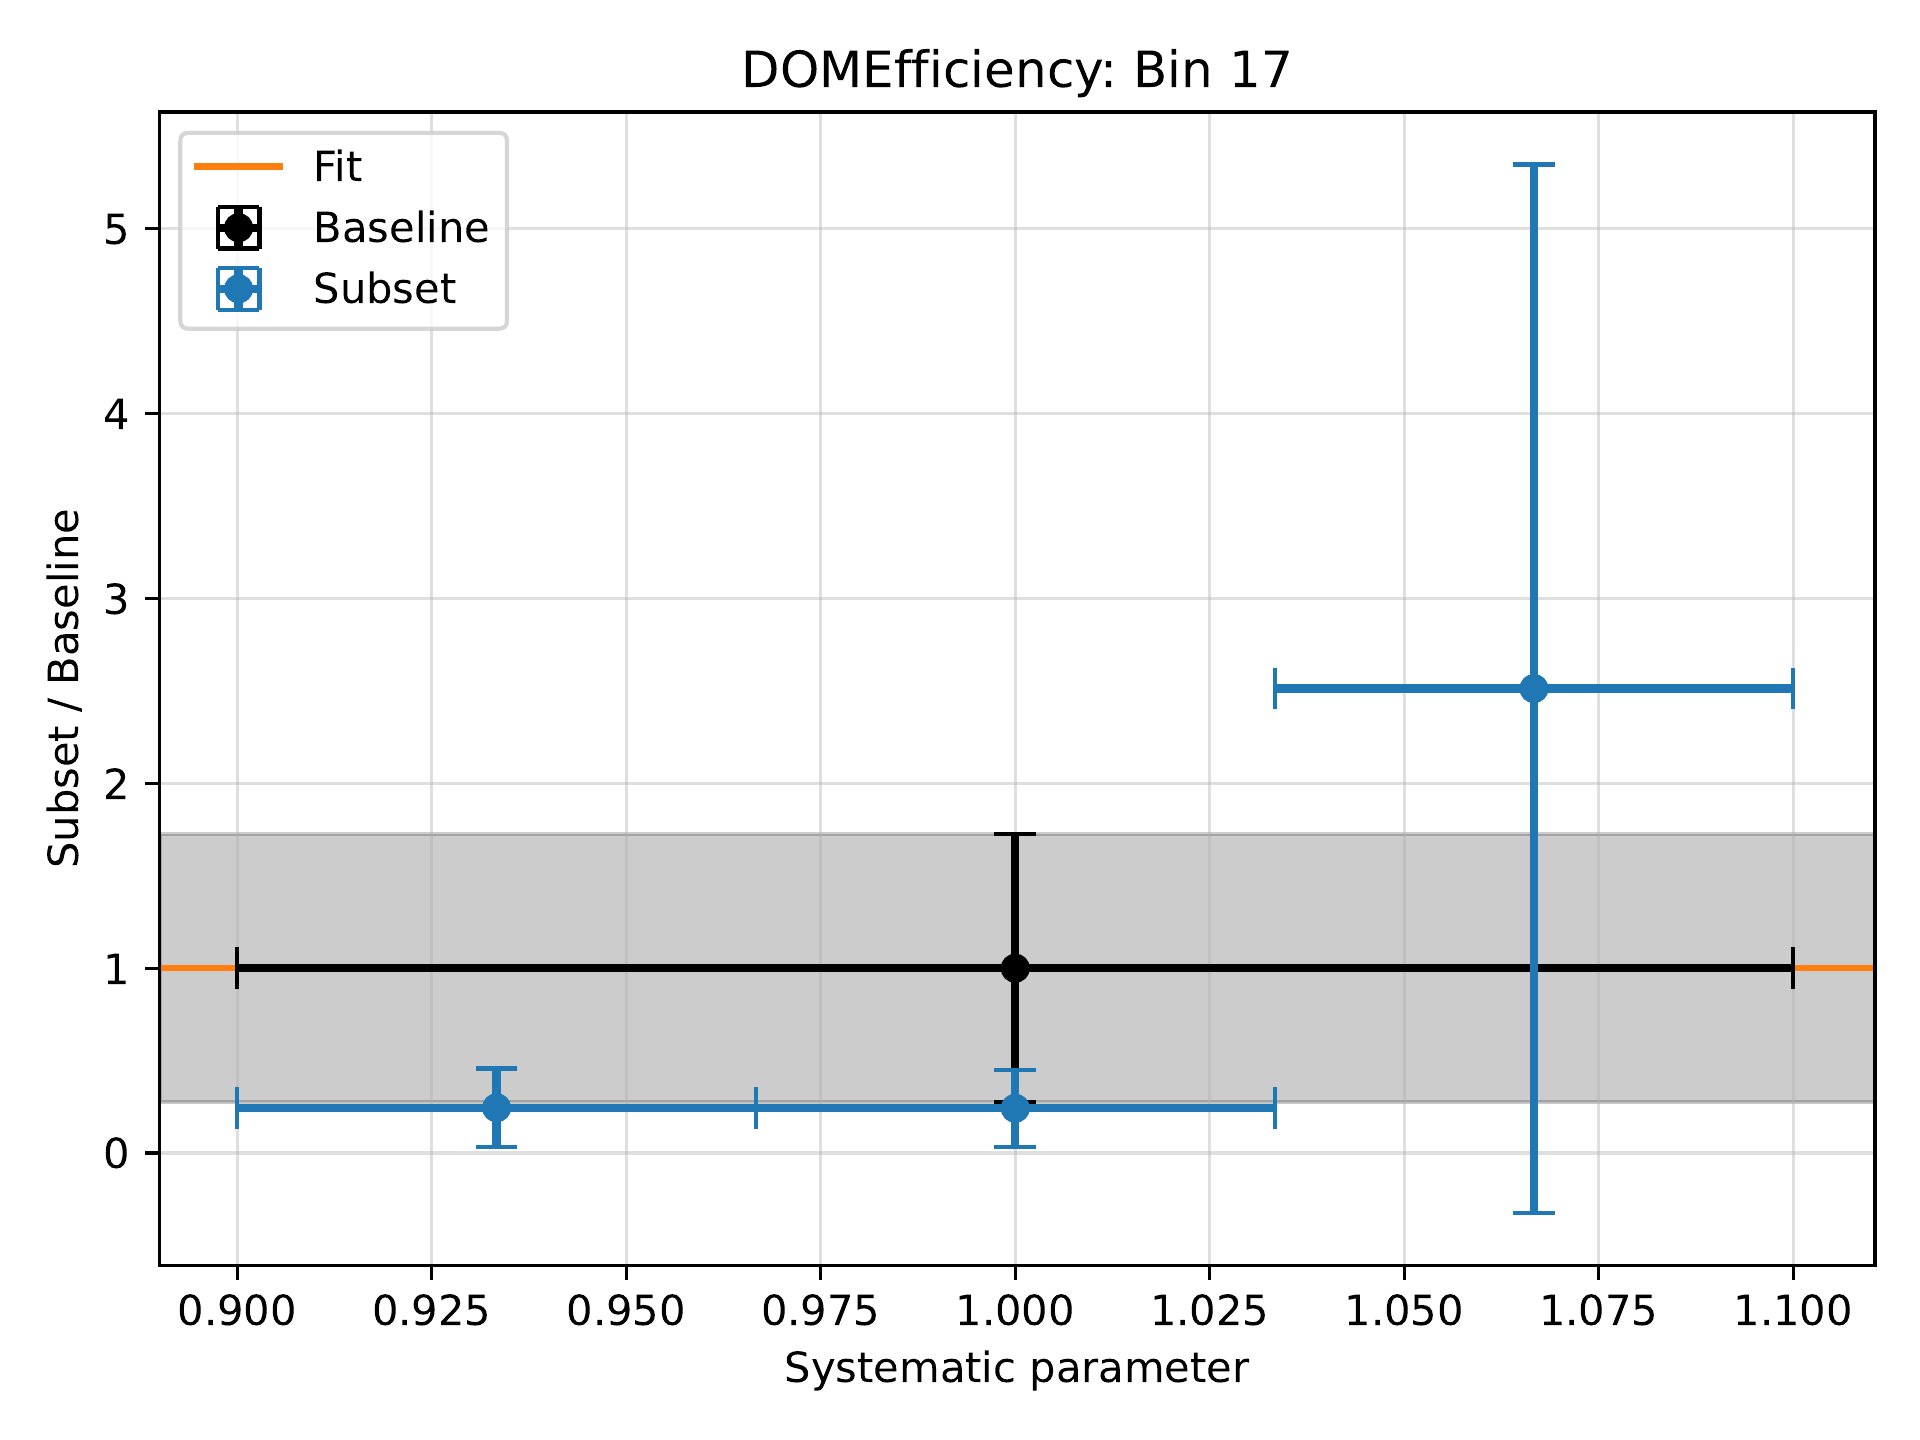 DOMEfficiency: Bin 17
Fit
Baseline
Subset
Subset / Baseline
5
4
3
2
1
0
0.900 0.925 0.950 0.975 1.000 1.025 1.050 1.075 1.100
Systematic parameter